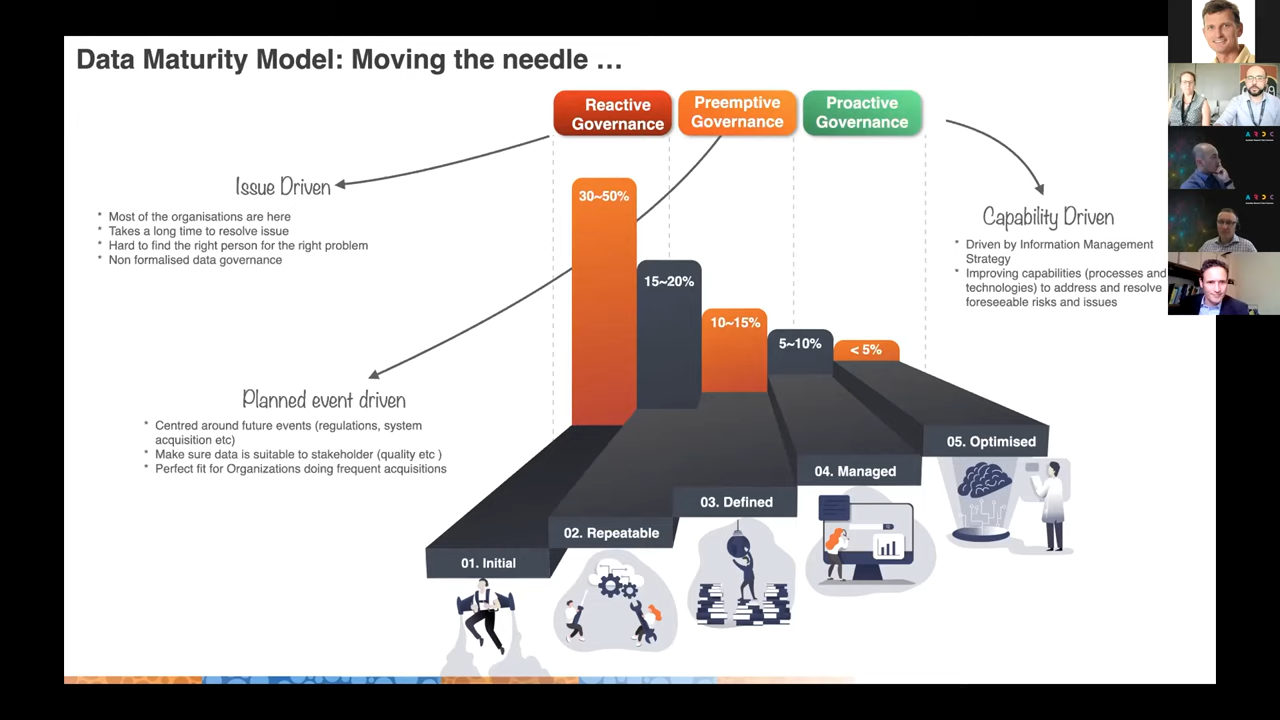 Data Maturity Model: Moving the needle …
Reactive
Governance
Preemptive
Governance
Proactive
Governance
Issue Driven
* Most of the organisations are here
* Takes a long time to resolve issue
* Hard to find the right person for the right problem
* Non formalised data governance
Capability Driven
* Driven by Information Management
Strategy
* Improving capabilities (processes and
technologies) to address and resolve
foreseeable risks and issues
30~50%
15~20%
10~15%
5~10%
< 5%
Planned event driven
* Centred around future events (regulations, system
acquisition etc)
* Make sure data is suitable to stakeholder (quality etc )
* Perfect fit for Organizations doing frequent acquisitions
05. Optimised
04. Managed
03. Defined
02. Repeatable
01. Initial
ARDC
ARDC